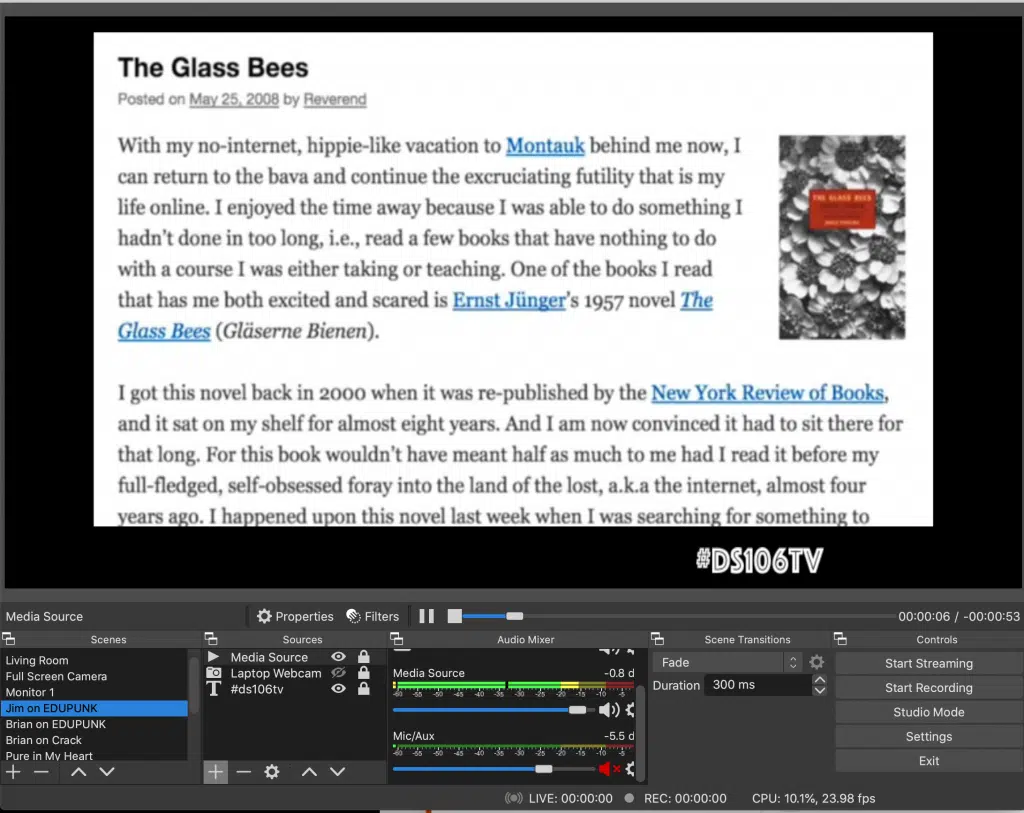 The Glass Bees
Posted on May 25, 2008 by Reverend
With my no-internet, hippie-like vacation to Montauk behind me now, I
can return to the bava and continue the excruciating futility that is my
life online. I enjoyed the time away because I was able to do something I
hadn't done in too long, i.e., read a few books that have nothing to do
with a course I was either taking or teaching. One of the books I read
that has me both excited and scared is Ernst Jünger's 1957 novel The
Glass Bees (Gläserne Bienen).
THE GLASS BEES
I got this novel back in 2000 when it was re-published by the New York Review of Books,
and it sat on my shelf for almost eight years. And I am now convinced it had to sit there for
that long. For this book wouldn't have meant half as much to me had I read it before my
full-fledged, self-obsessed foray into the land of the lost, a.k.a the internet, almost four
years ago. I happened upon this novel last week when I was searching for something to
#DS106TV
Media Source Properties Filters 00:00:06 / -00:00:53
Scenes Sources Audio Mixer Scene Transitions Controls
Living Room
Full Screen Camera
Monitor 1
Jim on EDUPUNK
Brian on EDUPUNK
Brian on Crack
Pure in My Heart
Media Source
Laptop Webcam
T #ds106tv
Media Source -0.8 d
-60 -55 -50 -45 -40 -35 -30 -25 -20 -15 -10 -5
Mic/Aux -5.5 d
-60 -55 -50 -45 -40 -35 -30 -25 -20 -15 -10 -5
Fade
Duration 300 ms
Start Streaming
Start Recording
Studio Mode
Settings
Exit
LIVE: 00:00:00 REC: 00:00:00 CPU: 10.1%, 23.98 fps